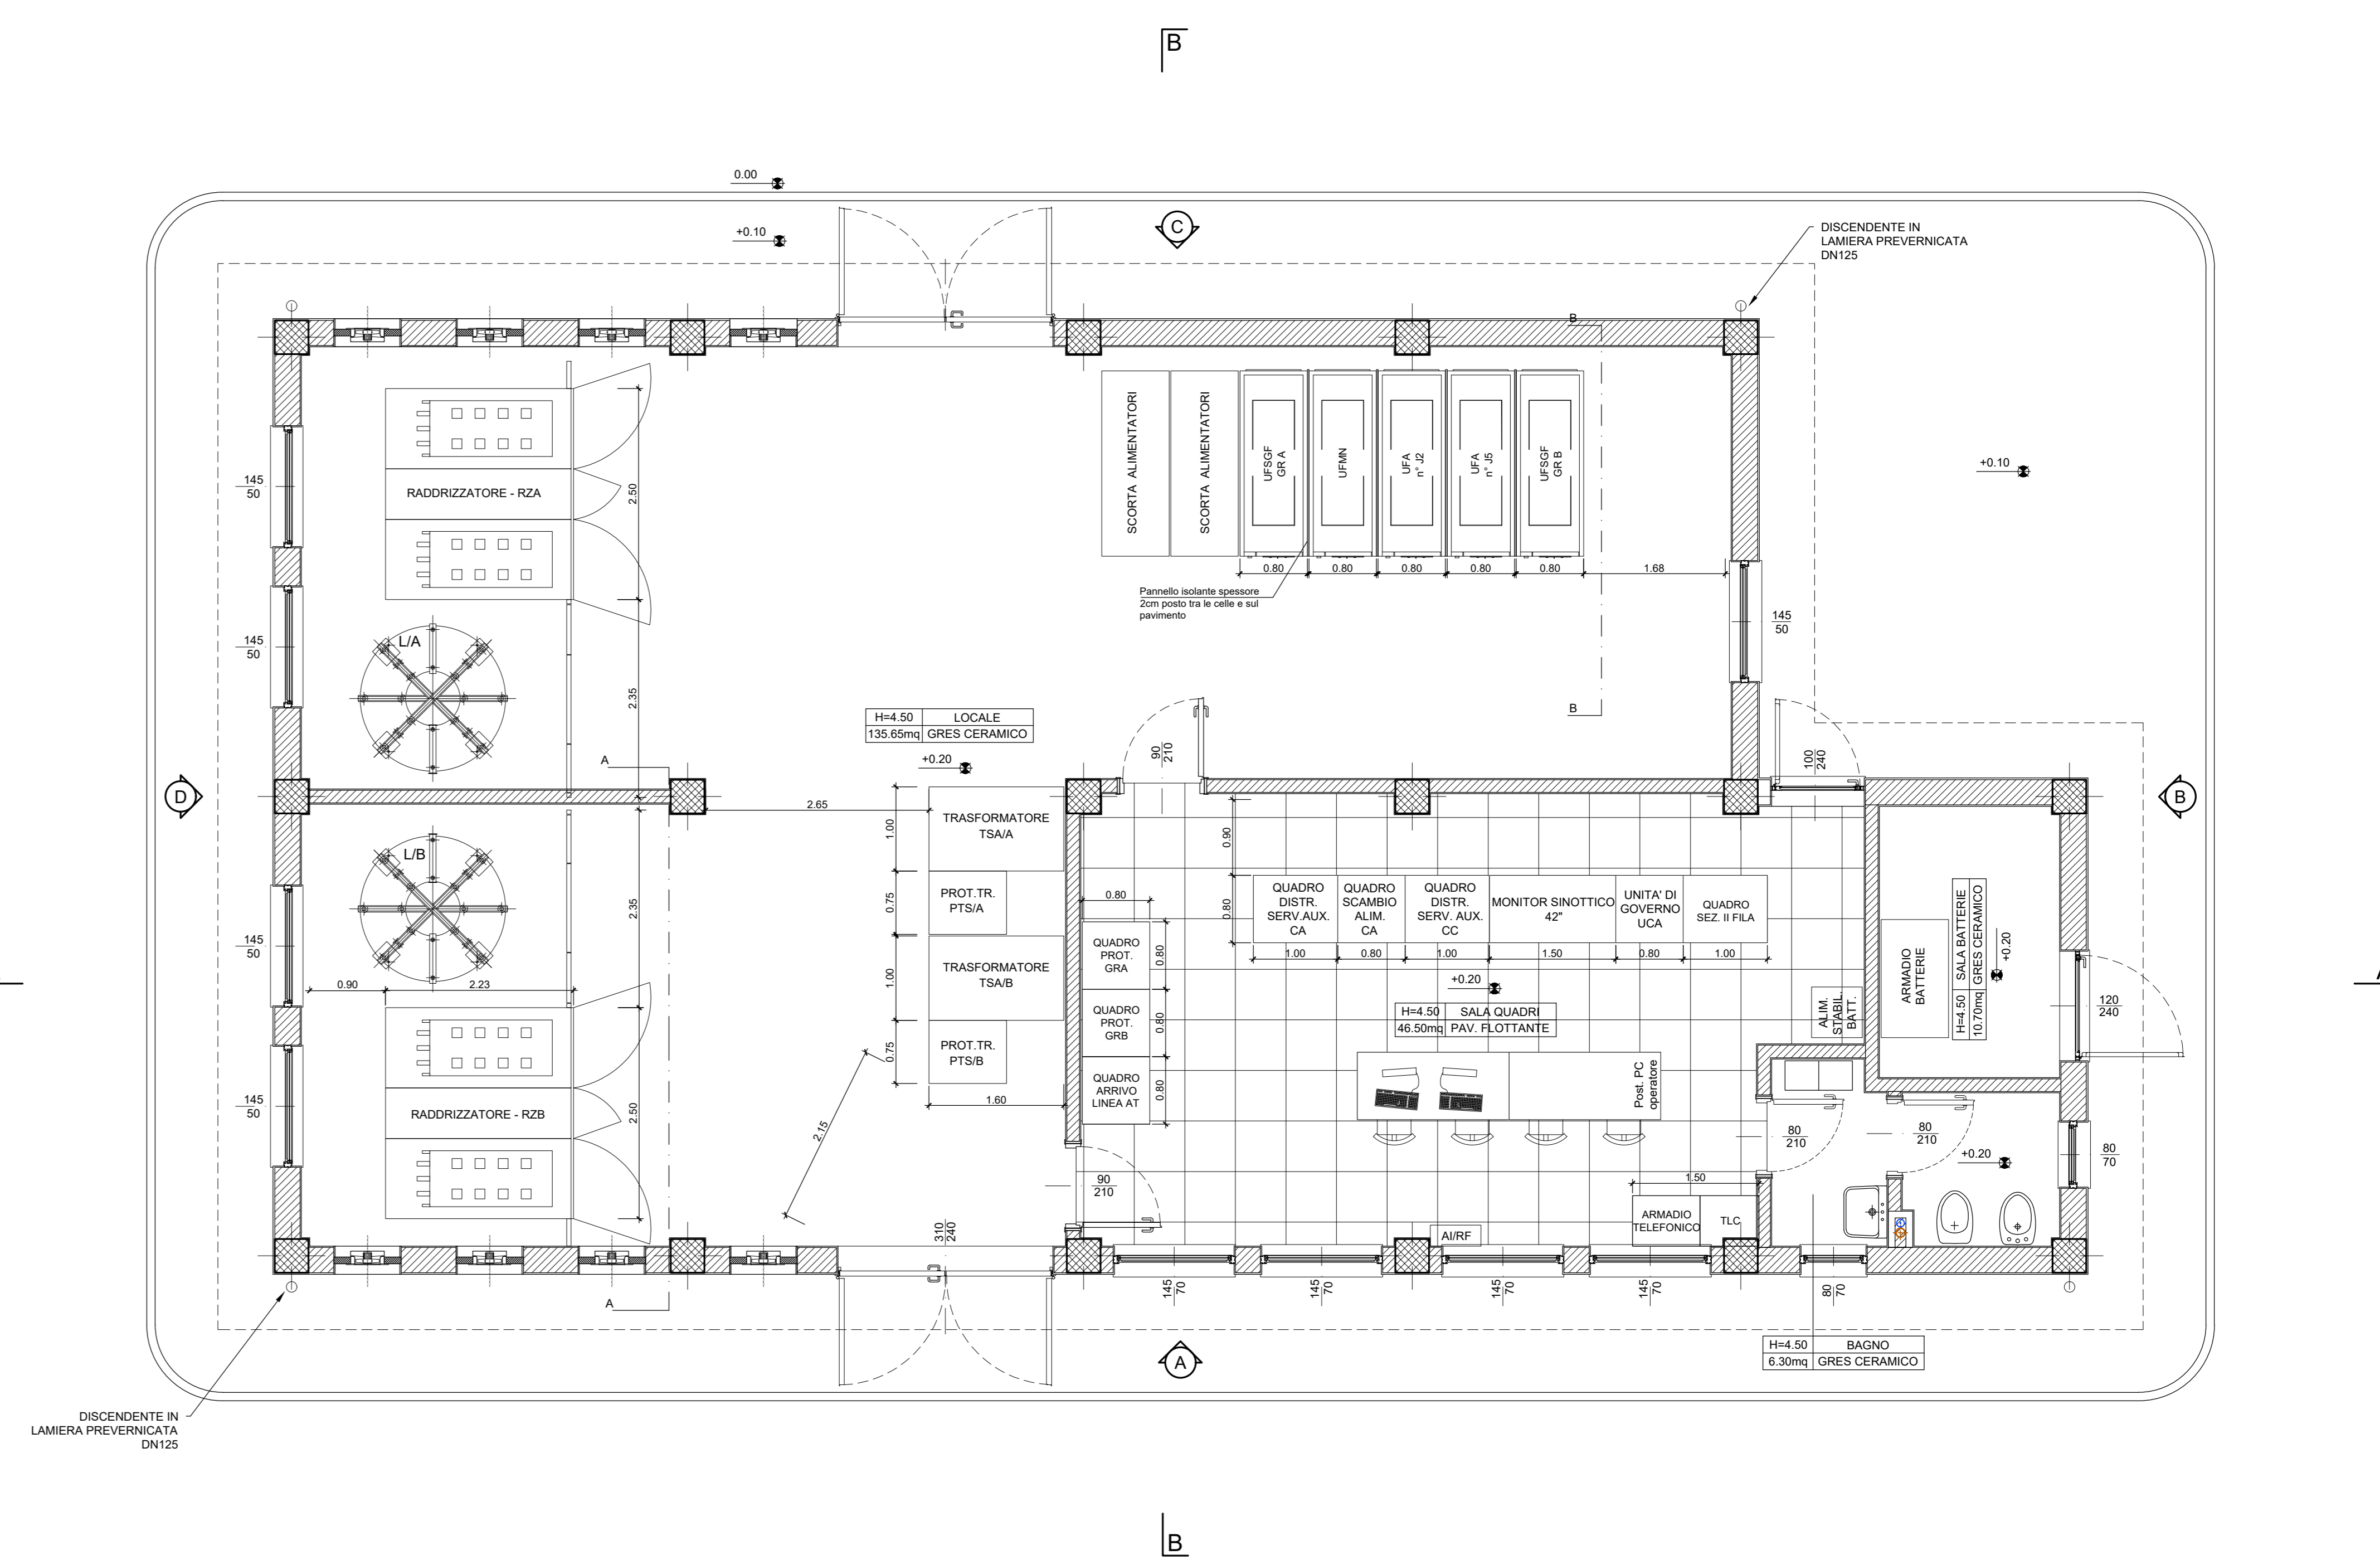 B
0.00
+0.10
C
DISCENDENTE IN
LAMIERA PREVERNICATA
DN125
B
145
50
RADDRIZZATORE - RZA
2.50
SCORTA ALIMENTATORI
SCORTA ALIMENTATORI
UFSGF
GR A
UFMN
UFA
n° J2
UFA
n° J5
UFSGF
GR B
+0.10
0.80
0.80
0.80
0.80
0.80
1.68
Pannello isolante spessore
2cm posto tra le celle e sul
pavimento
145
50
145
50
L/A
2.35
H=4.50
LOCALE
135.65mq
GRES CERAMICO
+0.20
B
90
210
100
240
A
D
B
2.65
1.00
TRASFORMATORE
TSA/A
0.90
L/B
2.35
0.75
PROT.TR.
PTS/A
0.80
0.80
QUADRO
DISTR.
SERV.AUX.
CA
QUADRO
SCAMBIO
ALIM.
CA
QUADRO
DISTR.
SERV. AUX.
CC
MONITOR SINOTTICO
42"
UNITA' DI
GOVERNO
UCA
QUADRO
SEZ. II FILA
1.00
0.80
1.00
1.50
0.80
1.00
145
50
0.90
2.23
1.00
TRASFORMATORE
TSA/B
QUADRO
PROT.
GRA
0.80
+0.20
H=4.50
SALA QUADRI
46.50mq
PAV. FLOTTANTE
ALIM.
STABIL.
BATT.
ARMADIO
BATTERIE
H=4.50
SALA BATTERIE
10.70mq
GRES CERAMICO
+0.20
120
240
0.75
PROT.TR.
PTS/B
QUADRO
PROT.
GRB
0.80
QUADRO
ARRIVO
LINEA AT
0.80
Post. PC
operatore
145
50
RADDRIZZATORE - RZB
2.50
1.60
2.15
80
210
80
210
+0.20
80
70
90
210
1.50
ARMADIO
TELEFONICO
TLC
AI/RF
310
240
145
70
145
70
145
70
145
70
80
70
A
A
H=4.50
BAGNO
6.30mq
GRES CERAMICO
DISCENDENTE IN
LAMIERA PREVERNICATA
DN125
B